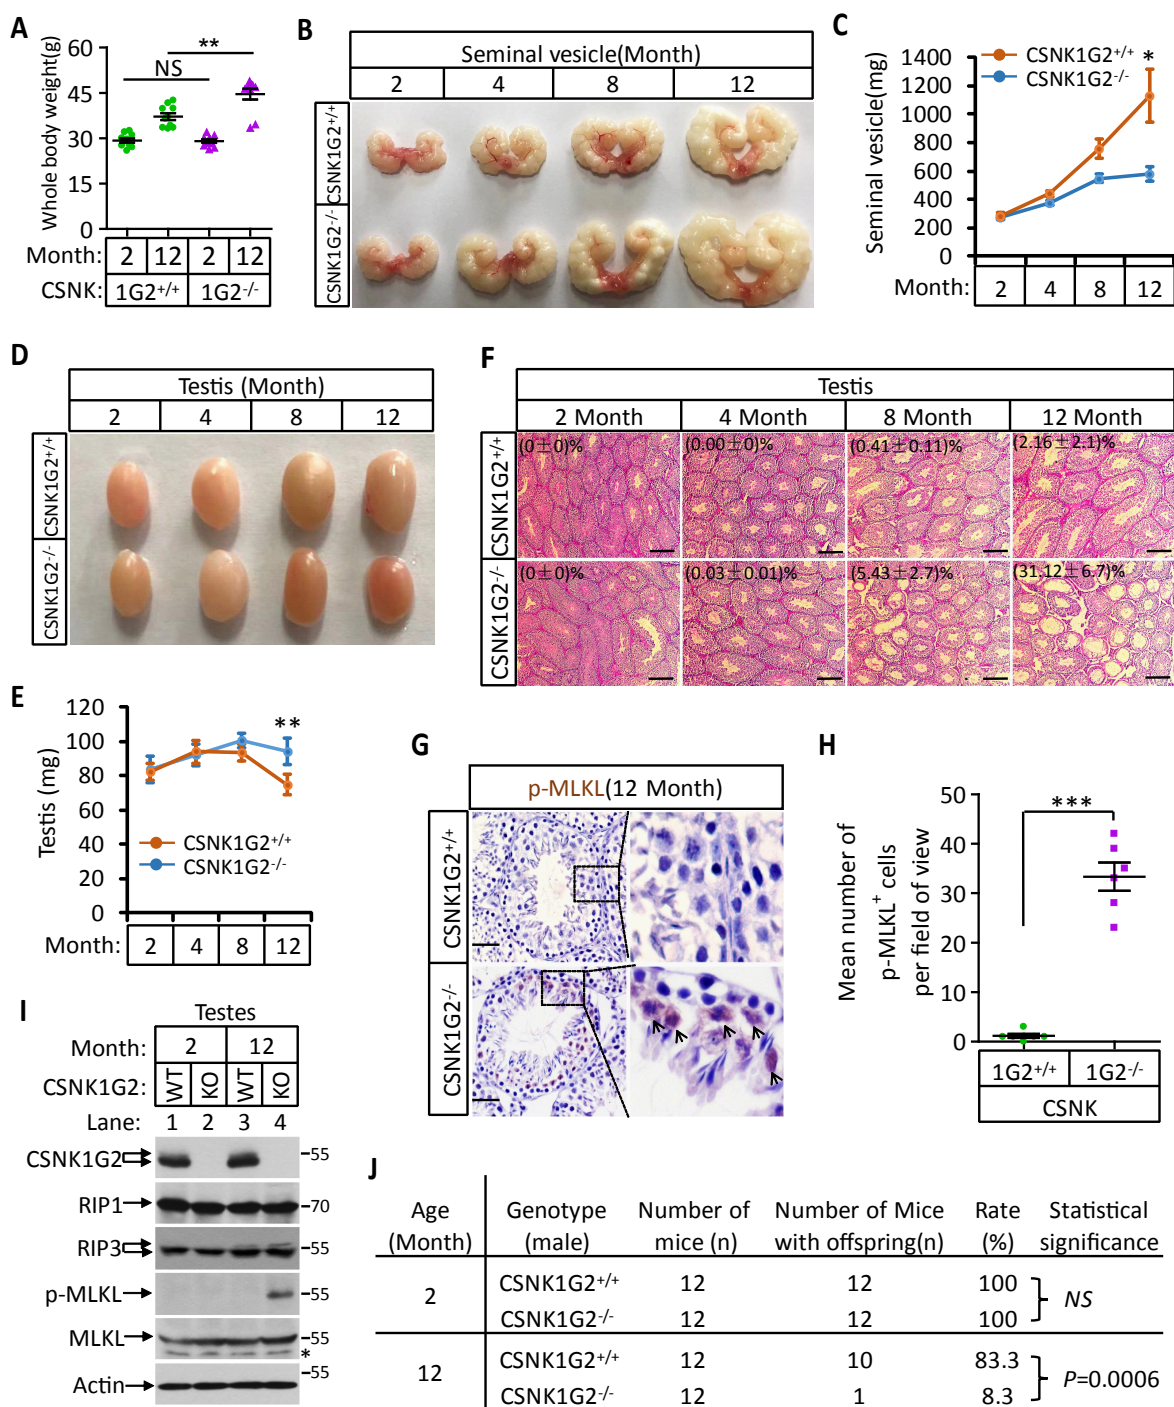 A
Whole body weight(g)
60
45
30
15
0
**
NS
Month: 2 12 2 12
CSNK: 1G2+/+ 1G2-/-
B
Seminal vesicle(Month)
2 4 8 12
CSNK1G2+/+
CSNK1G2-/-
C
Seminal vesicle(mg)
1400
1200
1000
800
600
400
200
0
CSNK1G2+/+
CSNK1G2-/-
*
Month: 2 4 8 12
D
Testis (Month)
2 4 8 12
CSNK1G2+/+
CSNK1G2-/-
E
Testis (mg)
120
100
80
60
40
20
0
**
CSNK1G2+/+
CSNK1G2-/-
Month: 2 4 8 12
F
Testis
2 Month 4 Month 8 Month 12 Month
CSNK1G2+/+
(0±0)% (0.00±0)% (0.41±0.11)% (2.16±2.1)%
CSNK1G2-/-
(0±0)% (0.03±0.01)% (5.43±2.7)% (31.12±6.7)%
G
p-MLKL(12 Month)
CSNK1G2+/+
CSNK1G2-/-
H
Mean number of
p-MLKL+ cells
per field of view
50
40
30
20
10
0
***
1G2+/+ 1G2-/-
CSNK
I
Testes
Month: 2 12
CSNK1G2: WT KO WT KO
Lane: 1 2 3 4
CSNK1G2 -55
RIP1 -70
RIP3 -55
p-MLKL -55
MLKL -55
*
-55
Actin
J
Age (Month) Genotype (male) Number of mice (n) Number of Mice with offspring(n) Rate (%) Statistical significance
2 CSNK1G2+/+ 12 12 100 NS
CSNK1G2-/- 12 12 100
12 CSNK1G2+/+ 12 10 83.3 P=0.0006
CSNK1G2-/- 12 1 8.3